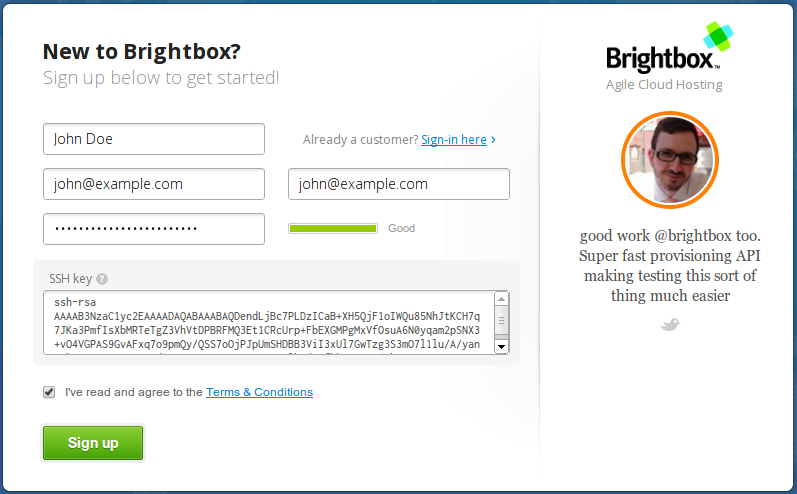 New to Brightbox?
Sign up below to get started!
John Doe
Already a customer? Sign-in here ›
john@example.com
john@example.com
••••••••••••••••••••••••
Good
SSH key ?
ssh-rsa
AAAAB3NzaC1yc2EAAAADAQABAAABAQDendLjBc7PLDzICaB+XH5QjF1oIWQu85NhJtKCH7q
7JKa3PmfIsXbMRTeTgZ3VhVtDPBRFMQ3Et1CRcUrp+FbEXGMPgMxVfOsuA6N0yqam2pSNX3
+vO4VGPAS9GvAFxq7o9pmQy/QSS7oOjPJpUmSHDBB3ViI3xUl7GwTzg3S3mO7l1lu/A/yan
I've read and agree to the Terms & Conditions
Sign up
Brightbox™
Agile Cloud Hosting
good work @brightbox too.
Super fast provisioning API
making testing this sort of
thing much easier